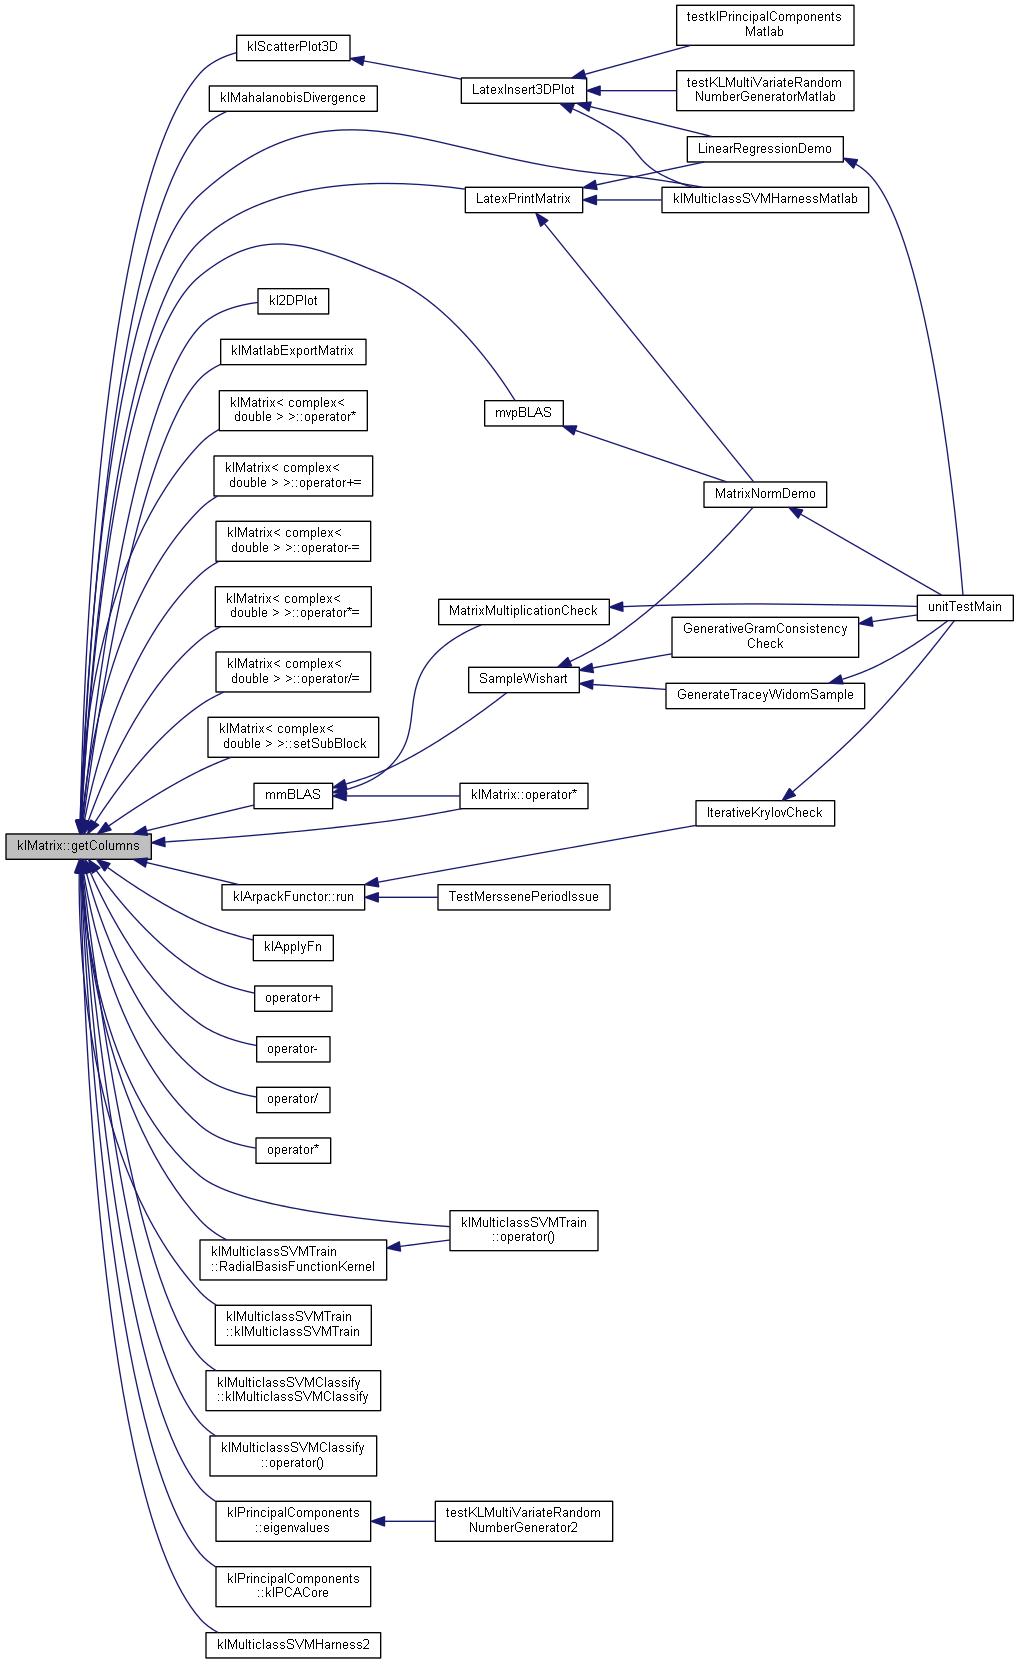 testklPrincipalComponents
Matlab
klScatterPlot3D
testKLMultiVariateRandom
NumberGeneratorMatlab
LatexInsert3DPlot
klMahalanobisDivergence
LinearRegressionDemo
LatexPrintMatrix
klMulticlassSVMHarnessMatlab
kl2DPlot
klMatlabExportMatrix
klMatrix< complex<
double > >::operator*
mvpBLAS
klMatrix< complex<
double > >::operator+=
MatrixNormDemo
klMatrix< complex<
double > >::operator-=
klMatrix< complex<
double > >::operator*=
MatrixMultiplicationCheck
unitTestMain
GenerativeGramConsistency
Check
klMatrix< complex<
double > >::operator/=
SampleWishart
GenerateTraceyWidomSample
klMatrix< complex<
double > >::setSubBlock
mmBLAS
klMatrix::operator*
IterativeKrylovCheck
klMatrix::getColumns
klArpackFunctor::run
TestMerssenePeriodIssue
klApplyFn
operator+
operator-
operator/
operator*
klMulticlassSVMTrain
::operator()
klMulticlassSVMTrain
::RadialBasisFunctionKernel
klMulticlassSVMTrain
::klMulticlassSVMTrain
klMulticlassSVMClassify
::klMulticlassSVMClassify
klMulticlassSVMClassify
::operator()
klPrincipalComponents
::eigenvalues
testKLMultiVariateRandom
NumberGenerator2
klPrincipalComponents
::klPCACore
klMulticlassSVMHarness2